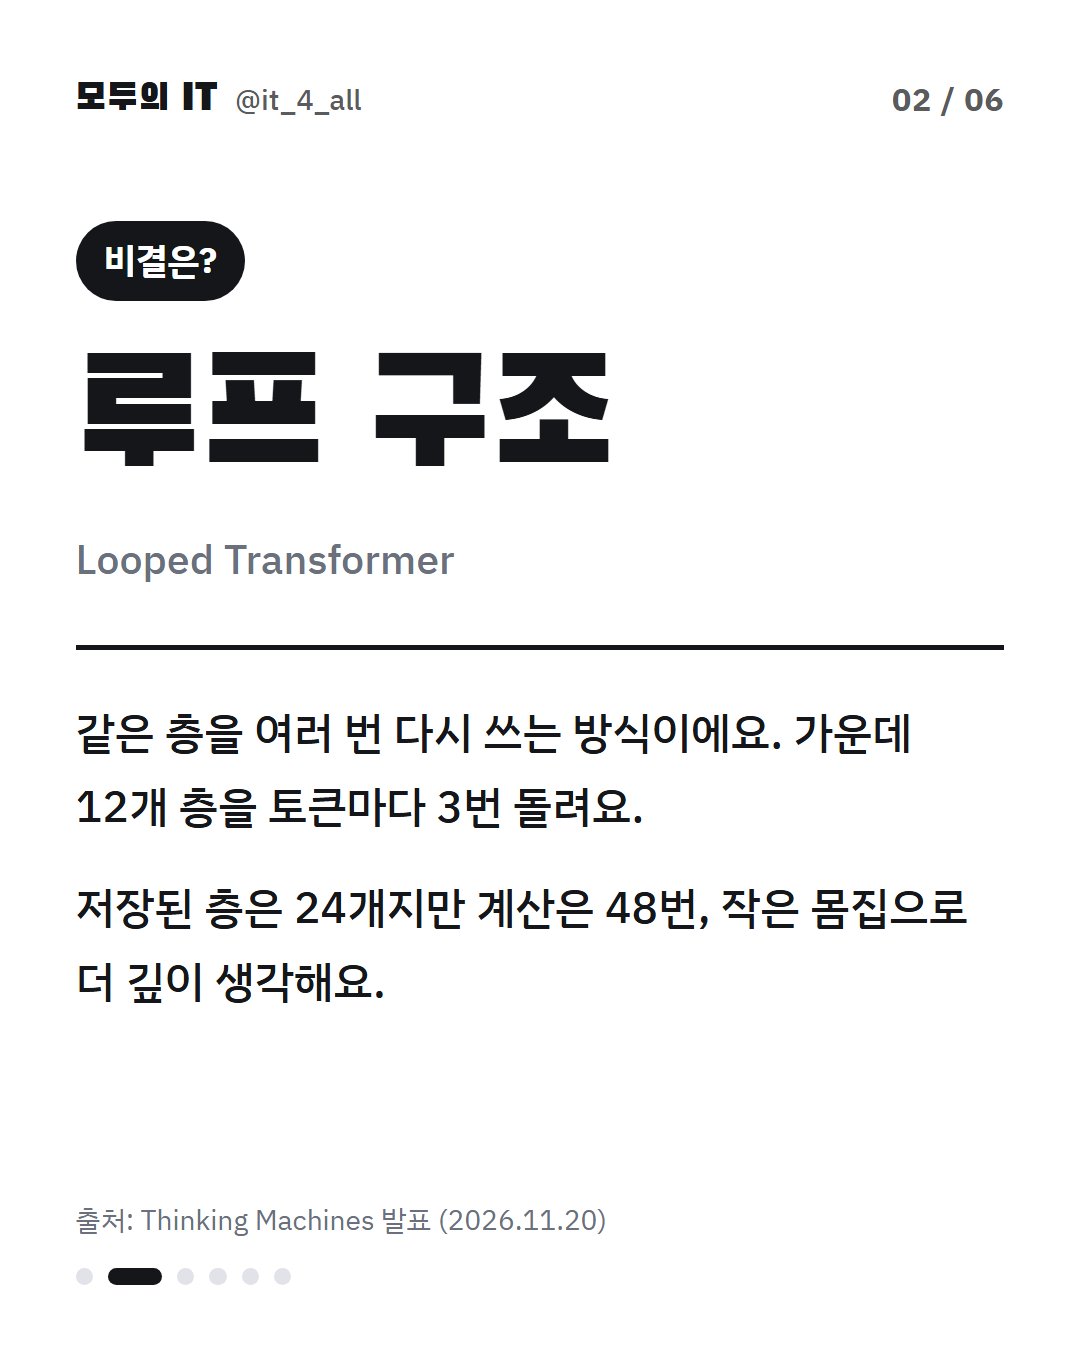 모두의 IT @it_4_all
02 / 06
비결은?
루프 구조
Looped Transformer
같은 층을 여러 번 다시 쓰는 방식이에요. 가운데
12개 층을 토큰마다 3번 돌려요.
저장된 층은 24개지만 계산은 48번, 작은 몸집으로
더 깊이 생각해요.
출처: Thinking Machines 발표 (2026.11.20)